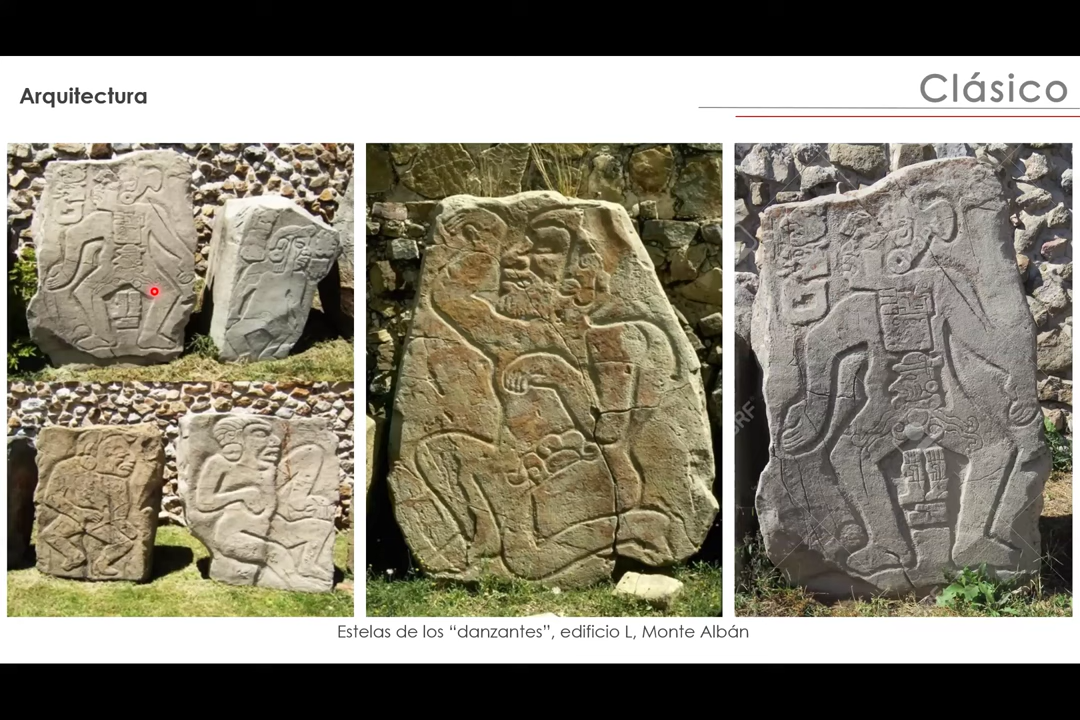 Arquitectura
Clásico
Estelas de los “danzantes”, edificio L, Monte Albán